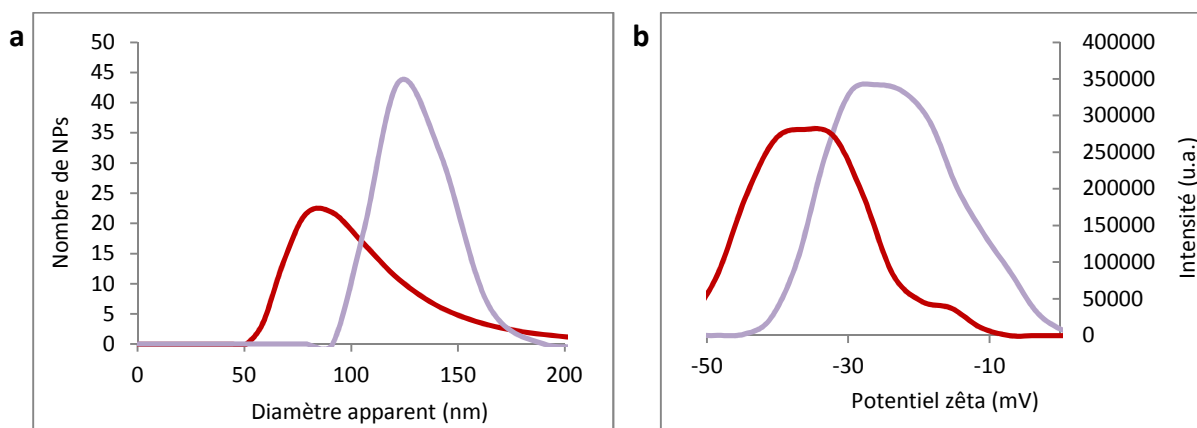 a
Nombre de NPs
50
45
40
35
30
25
20
15
10
5
0
0 50 100 150 200
Diamètre apparent (nm)
b
400000
350000
300000
250000
200000
150000
100000
50000
0
Intensité (u.a.)
-50 -30 -10
Potentiel zêta (mV)